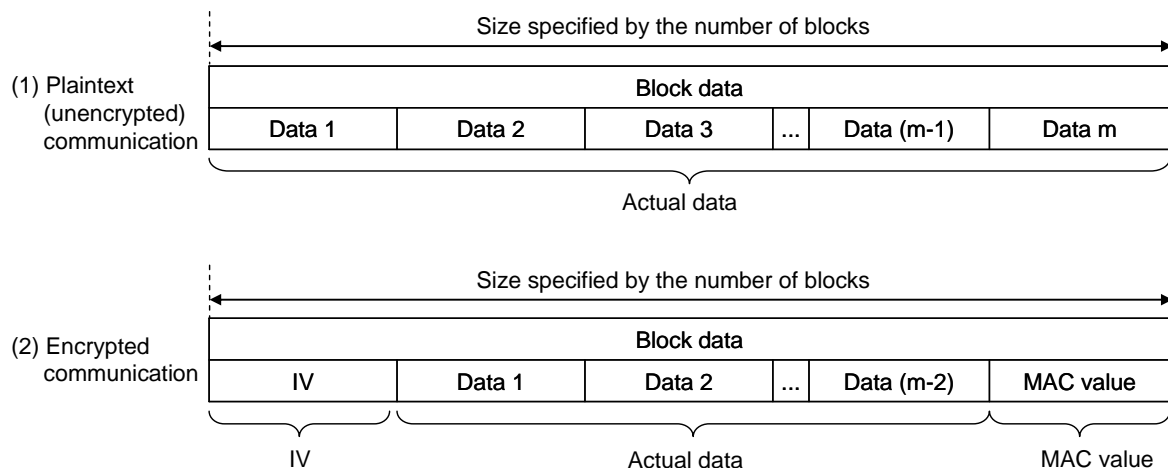 Size specified by the number of blocks
(1) Plaintext
(unencrypted)
communication
Block data
Data 1 Data 2 Data 3 ... Data (m-1) Data m
Actual data
Size specified by the number of blocks
(2) Encrypted
communication
Block data
IV Data 1 Data 2 ... Data (m-2) MAC value
IV Actual data MAC value